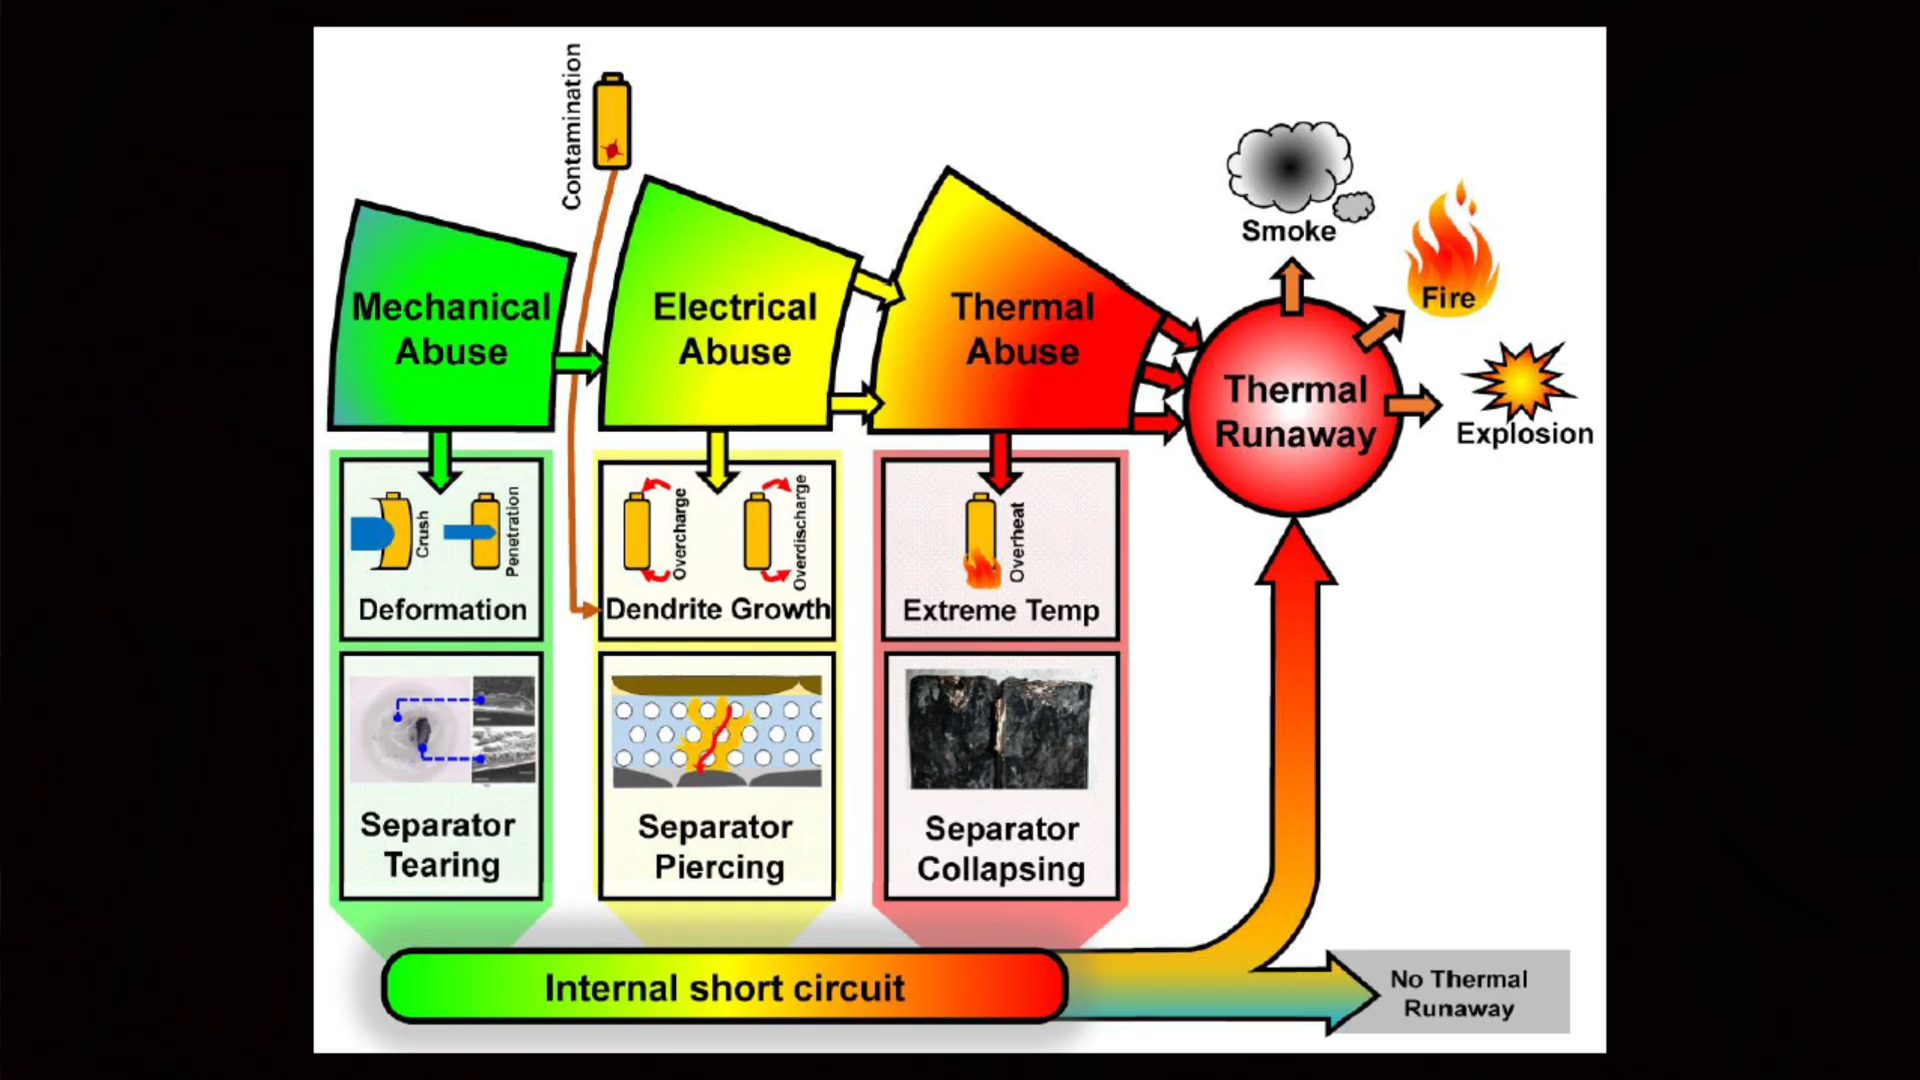 Contamination
Mechanical
Abuse
Electrical
Abuse
Thermal
Abuse
Thermal
Runaway
Smoke
Fire
Explosion
Crush
Penetration
Deformation
Overcharge
Overdischarge
Dendrite Growth
Overheat
Extreme Temp
Separator
Tearing
Separator
Piercing
Separator
Collapsing
Internal short circuit
No Thermal
Runaway